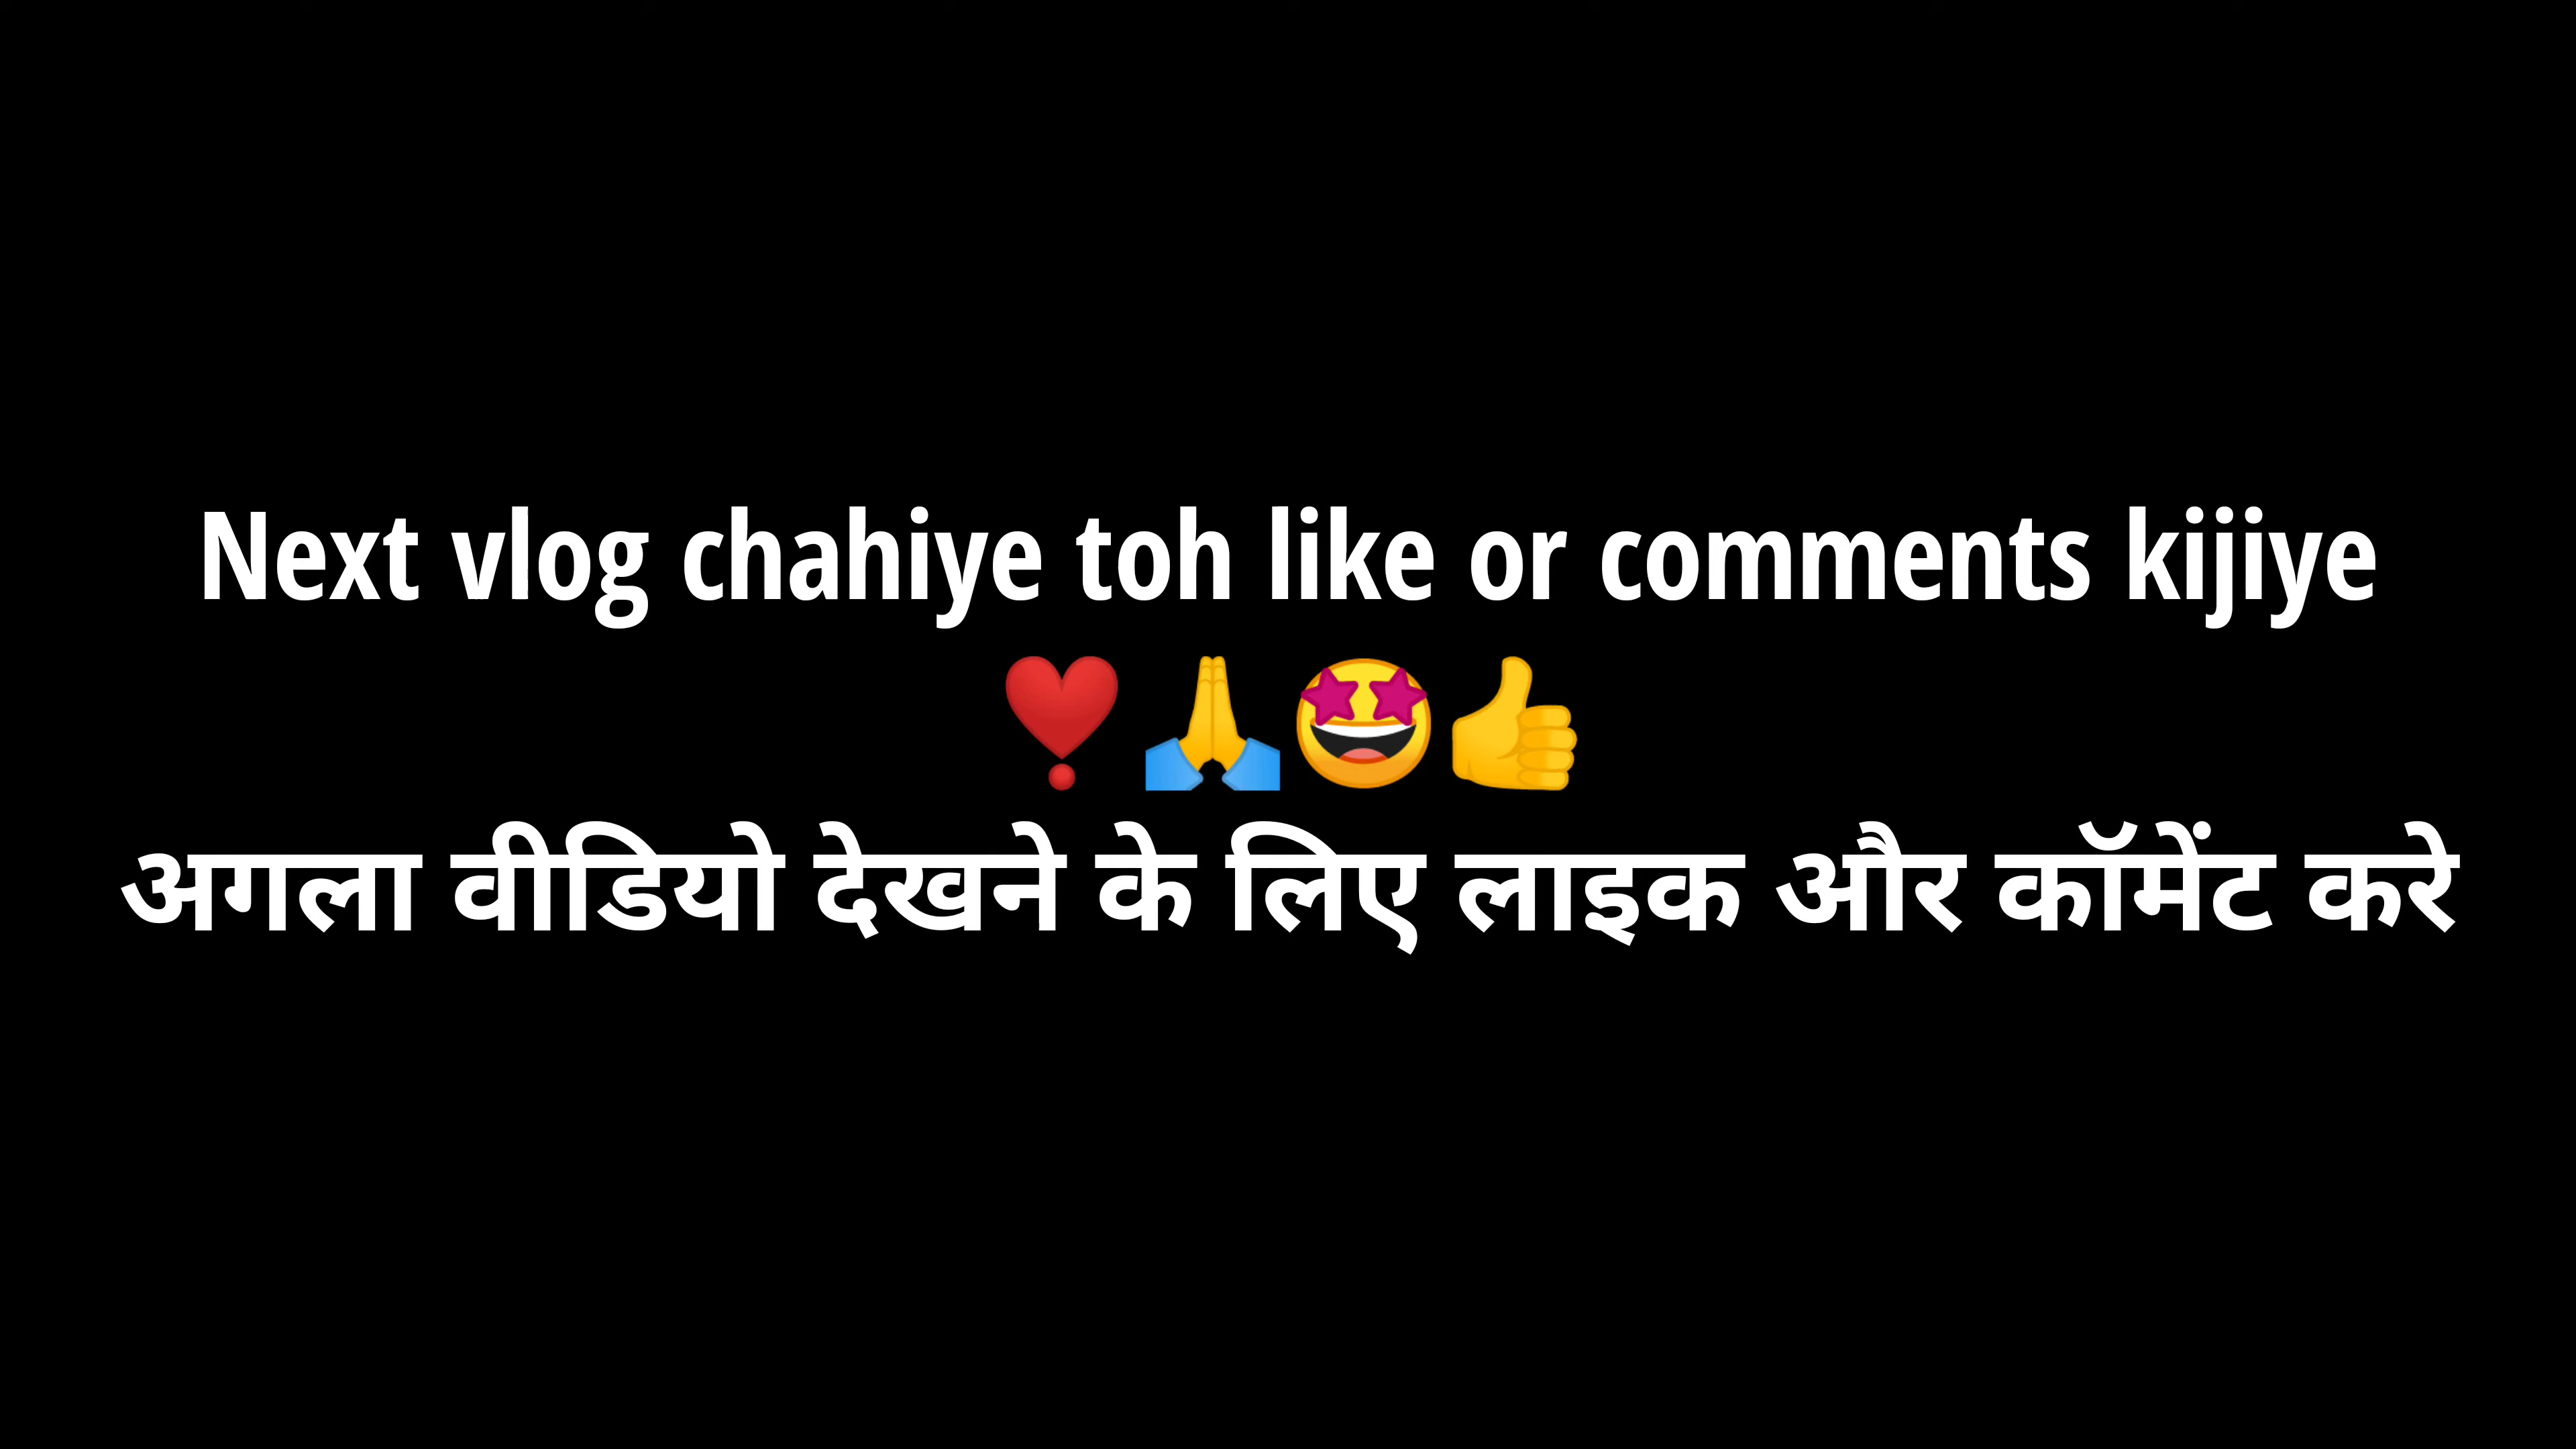 Next vlog chahiye toh like or comments kijiye
❣️🙏🤩👍
अगला वीडियो देखने के लिए लाइक और कॉमेंट करे